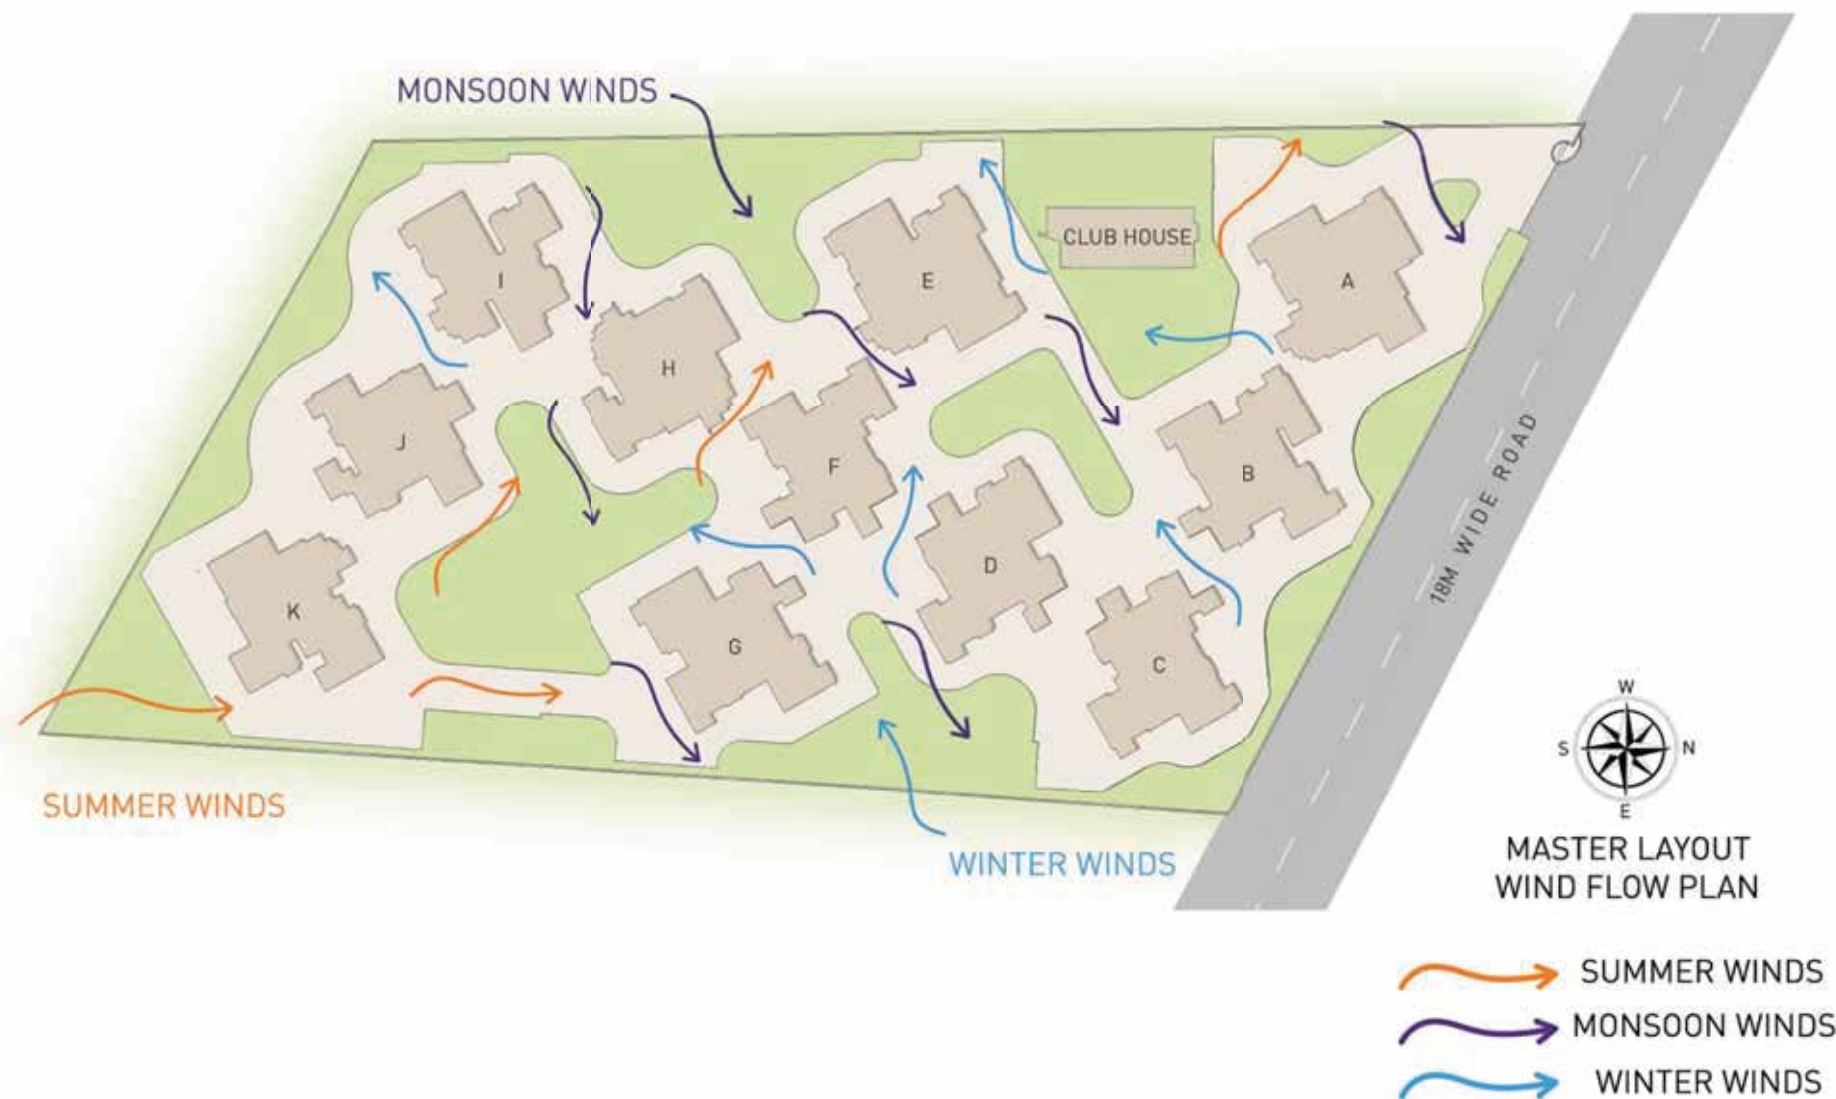 MONSOON WINDS
I
E
CLUB HOUSE
A
H
J
F
B
D
K
G
C
18M WIDE ROAD
SUMMER WINDS
WINTER WINDS
W
S
N
E
MASTER LAYOUT
WIND FLOW PLAN
SUMMER WINDS
MONSOON WINDS
WINTER WINDS